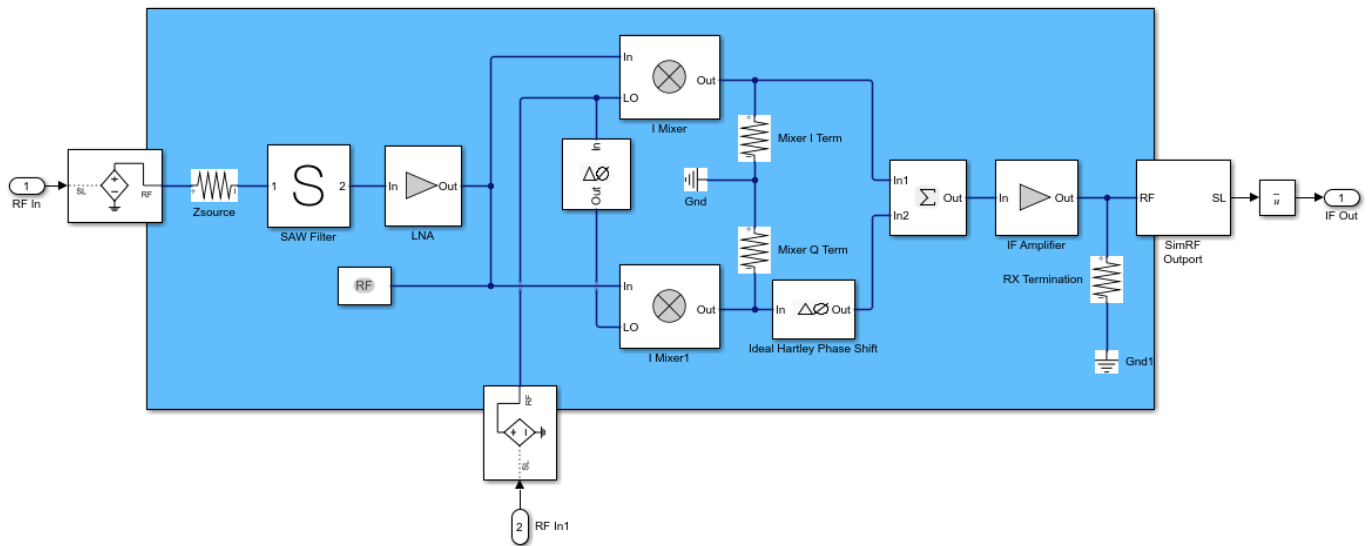 1
RF In
SL
RF
Zsource
1
S
2
SAW Filter
In
Out
LNA
RF
In
LO
Out
I Mixer
In
ΔØ
Out
Mixer I Term
Gnd
Mixer Q Term
In
LO
Out
I Mixer1
In
ΔØ
Out
Ideal Hartley Phase Shift
In1
In2
Σ
Out
In
Out
IF Amplifier
RX Termination
Gnd1
RF
SL
SimRF
Outport
u
1
IF Out
RF
SL
2
RF In1